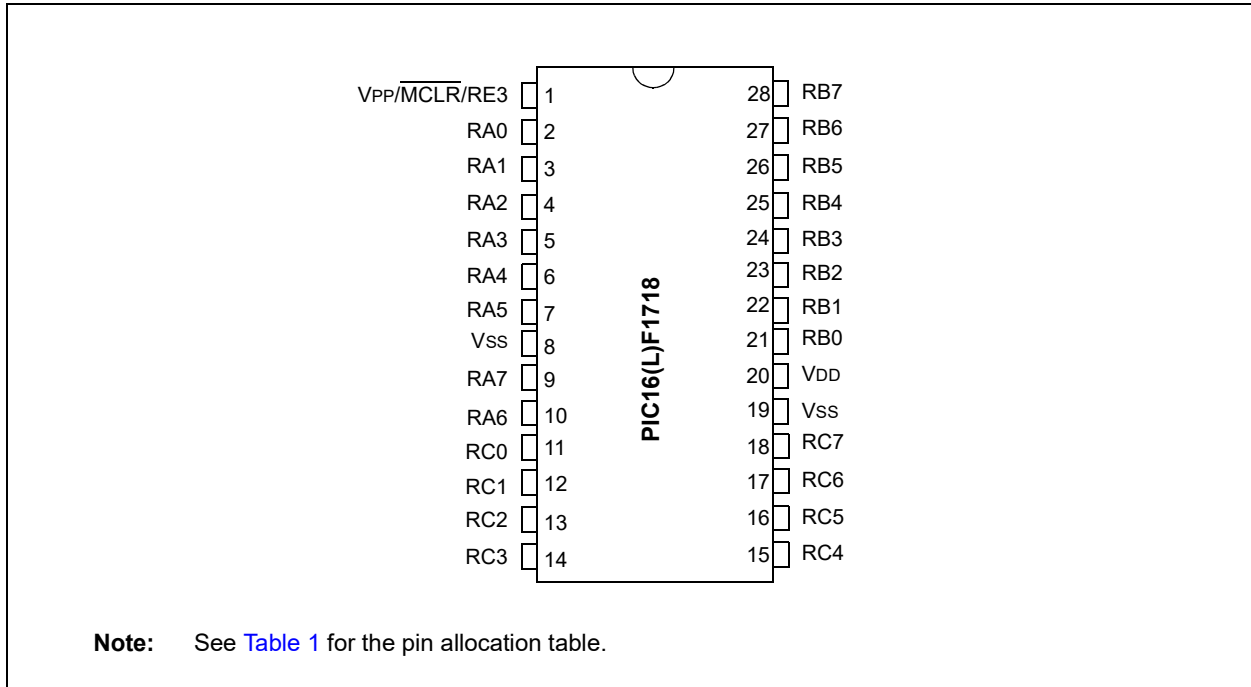 VPP/MCLR/RE3 1 28 RB7
RA0 2 27 RB6
RA1 3 26 RB5
RA2 4 25 RB4
RA3 5 24 RB3
RA4 6 23 RB2
RA5 7 22 RB1
VSS 8 21 RB0
RA7 9 20 VDD
RA6 10 19 VSS
RC0 11 18 RC7
RC1 12 17 RC6
RC2 13 16 RC5
RC3 14 15 RC4
PIC16(L)F1718
Note: See Table 1 for the pin allocation table.